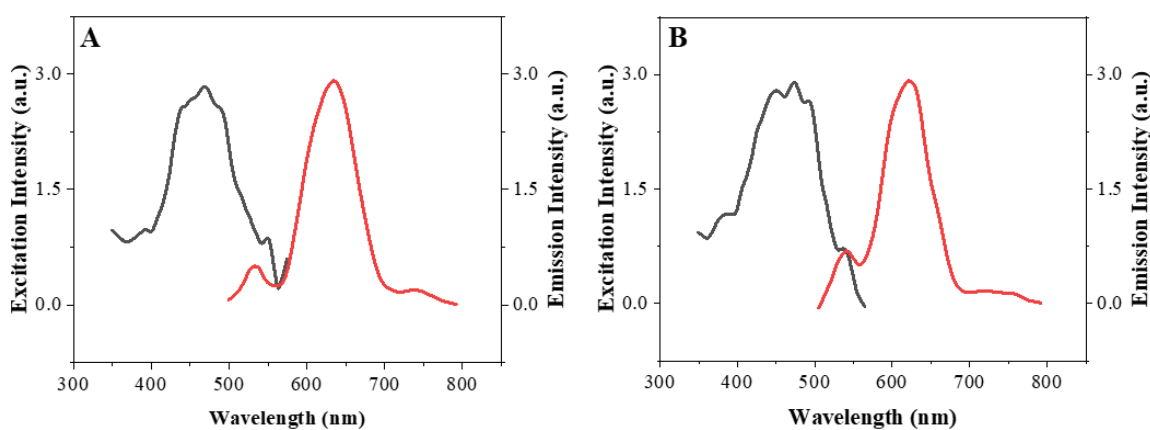 A
Excitation Intensity (a.u.)
3.0
1.5
0.0
3.0
1.5
0.0
Emission Intensity (a.u.)
300 400 500 600 700 800
Wavelength (nm)
B
Excitation Intensity (a.u.)
3.0
1.5
0.0
3.0
1.5
0.0
Emission Intensity (a.u.)
300 400 500 600 700 800
Wavelength (nm)